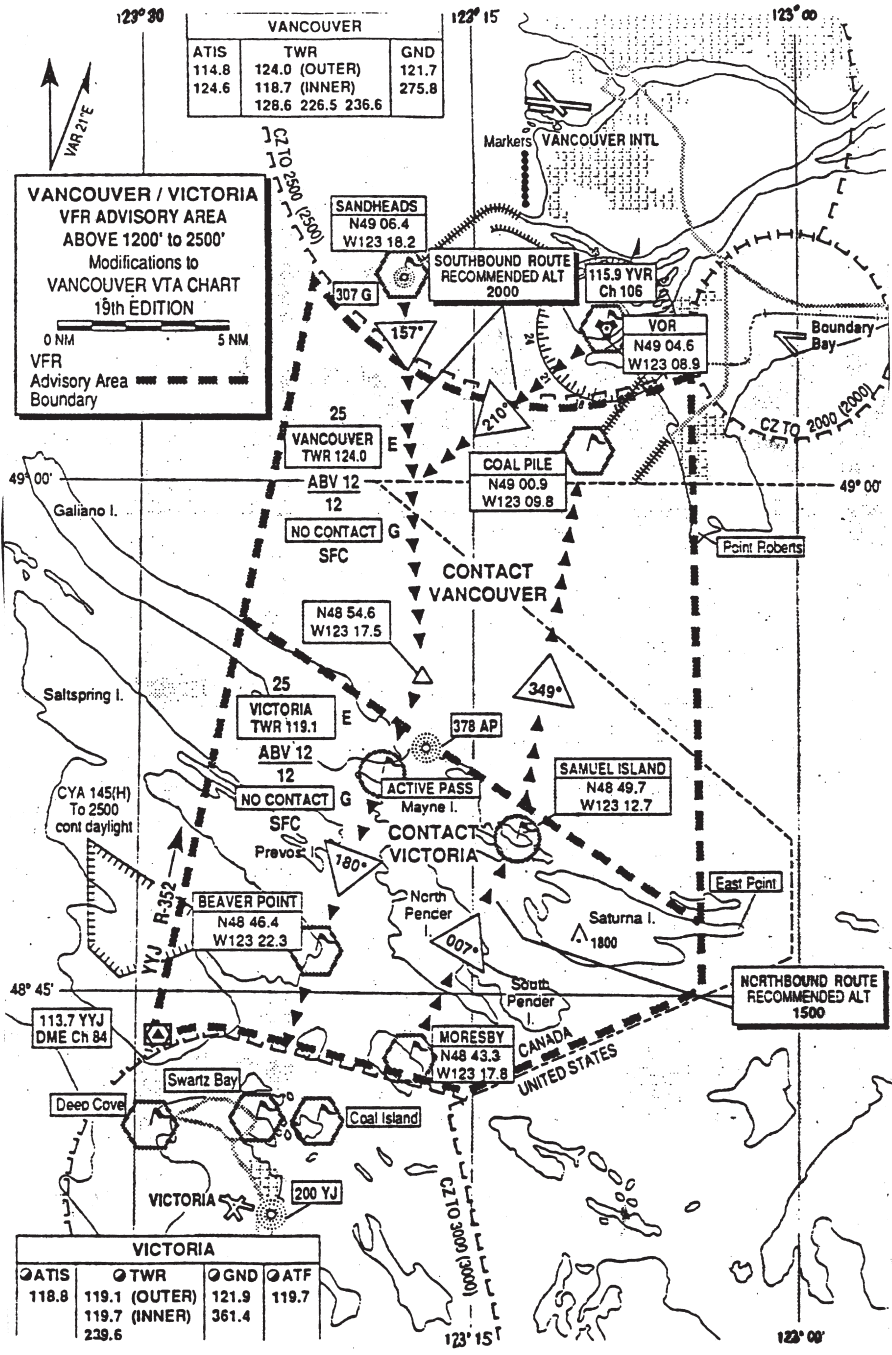 123° 30
123° 15
123° 00
VANCOUVER
ATIS TWR GND
114.8 124.0 (OUTER) 121.7
124.6 118.7 (INNER) 275.8
128.6 226.5 236.6
VAR 21°E
CZ TO 2500 (2500)
Markers VANCOUVER INTL
VANCOUVER / VICTORIA
VFR ADVISORY AREA
ABOVE 1200' to 2500'
Modifications to
VANCOUVER VTA CHART
19th EDITION
0 NM 5 NM
VFR
Advisory Area
Boundary
SANDHEADS
N49 06.4
W123 18.2
SOUTHBOUND ROUTE
RECOMMENDED ALT
2000
115.9 YVR
Ch 106
307 G
157°
VOR
N49 04.6
W123 08.9
Boundary
Bay
24
210°
CZ TO 2000 (2000)
25
VANCOUVER
TWR 124.0
E
COAL PILE
N49 00.9
W123 09.8
49° 00'
ABV 12
12
49° 00'
Galiano I.
NO CONTACT
G
SFC
Point Roberts
CONTACT
VANCOUVER
N48 54.6
W123 17.5
349°
Saltspring I.
25
VICTORIA
TWR 119.1
E
378 AP
ABV 12
12
SAMUEL ISLAND
N48 49.7
W123 12.7
CYA 145(H)
To 2500
cont daylight
NO CONTACT
G
SFC
ACTIVE PASS
Mayne I.
CONTACT
VICTORIA
Prevost I.
180°
East Point
YYJ R-352
BEAVER POINT
N48 46.4
W123 22.3
North
Pender
I.
007°
Saturna I.
1800
South
Pender
I.
NORTHBOUND ROUTE
RECOMMENDED ALT
1500
48° 45'
113.7 YYJ
DME Ch 84
MORESBY
N48 43.3
W123 17.8
CANADA
UNITED STATES
Swartz Bay
Deep Cove
Coal Island
VICTORIA
200 YJ
CZ TO 3000 (3000)
VICTORIA
ATIS TWR GND ATF
118.8 119.1 (OUTER) 121.9 119.7
119.7 (INNER) 361.4
239.6
123° 15
123° 00'